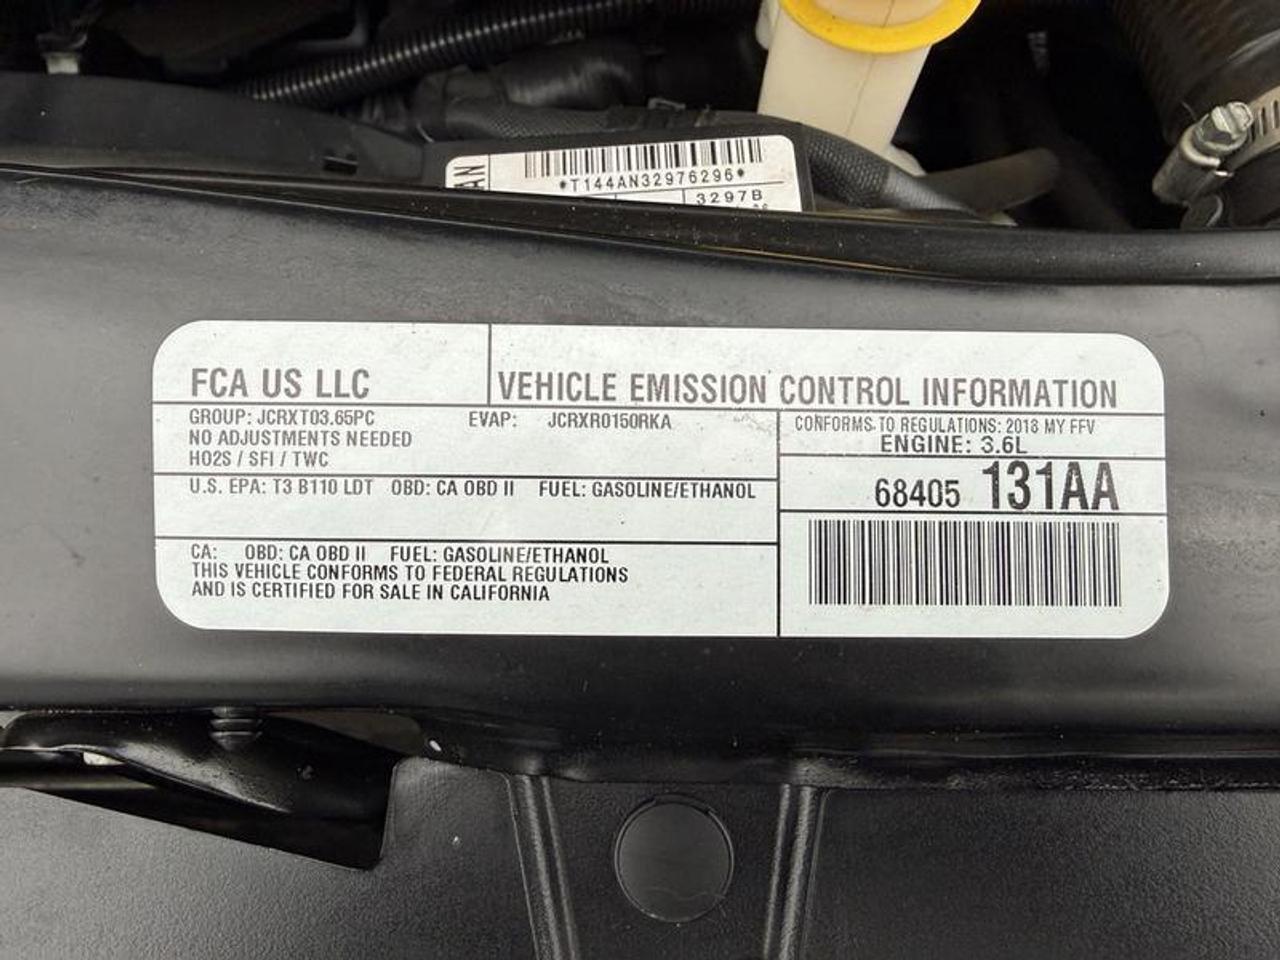 AN
*T144AN32976296*
3297B
FCA US LLC
VEHICLE EMISSION CONTROL INFORMATION
GROUP: JCRXT03.65PC EVAP: JCRXR0150RKA
NO ADJUSTMENTS NEEDED
HO2S / SFI / TWC
CONFORMS TO REGULATIONS: 2018 MY FFV
ENGINE: 3.6L
U.S. EPA: T3 B110 LDT OBD: CA OBD II FUEL: GASOLINE/ETHANOL
68405 131AA
CA: OBD: CA OBD II FUEL: GASOLINE/ETHANOL
THIS VEHICLE CONFORMS TO FEDERAL REGULATIONS
AND IS CERTIFIED FOR SALE IN CALIFORNIA